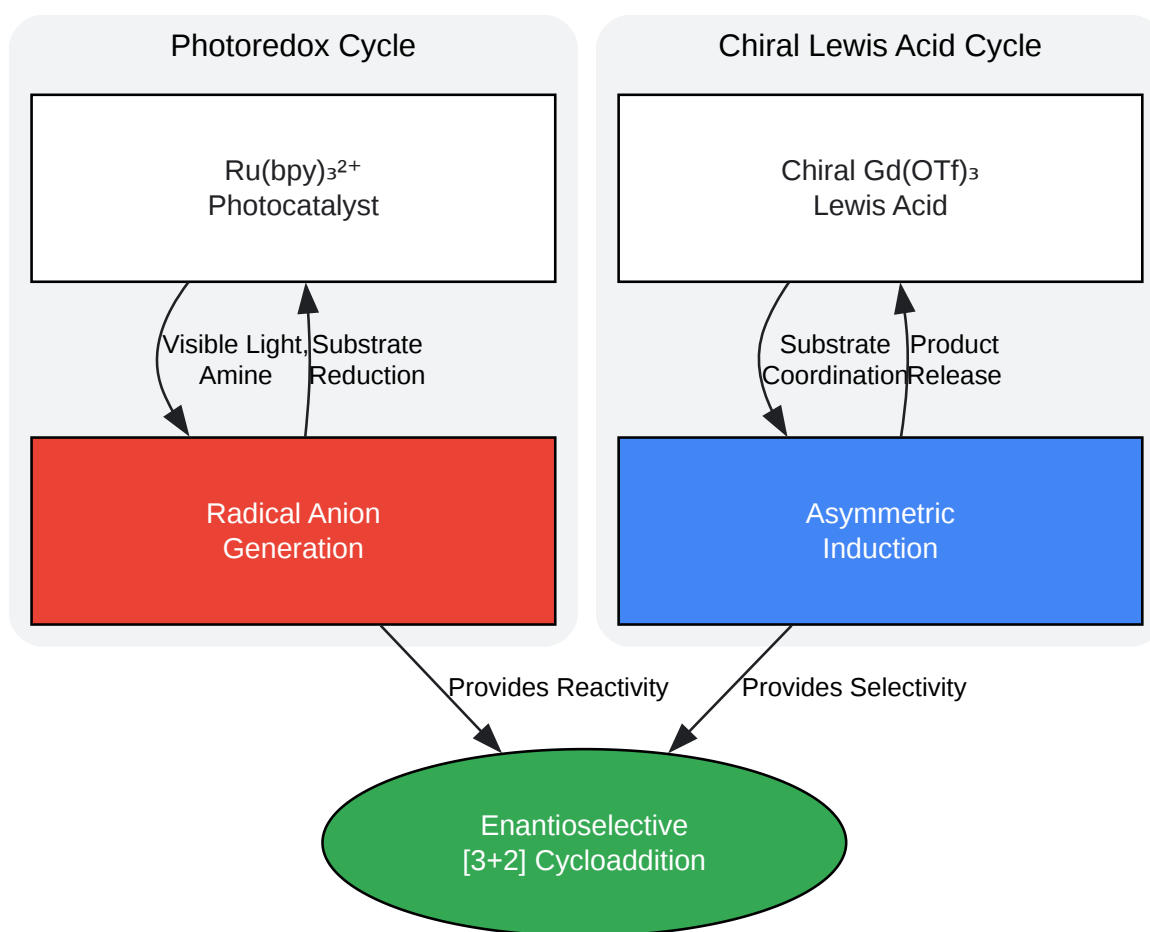 Photoredox Cycle
Chiral Lewis Acid Cycle
Ru(bpy)₃²⁺
Photocatalyst
Chiral Gd(OTf)₃
Lewis Acid
Visible Light,
Amine
Substrate
Reduction
Substrate
Coordination
Product
Release
Radical Anion
Generation
Asymmetric
Induction
Provides Reactivity
Provides Selectivity
Enantioselective
[3+2] Cycloaddition